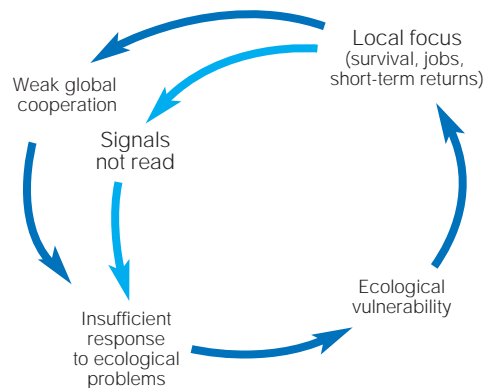 Local focus
(survival, jobs,
short-term returns)
Weak global
cooperation
Signals
not read
Ecological
vulnerability
Insufficient
response
to ecological
problems